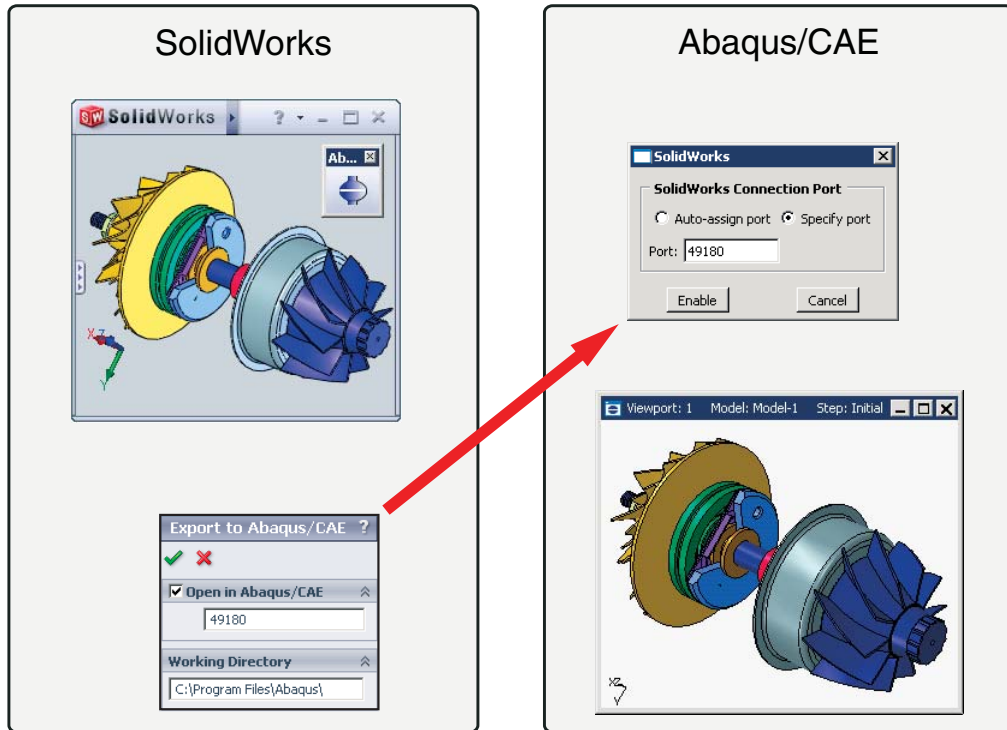 SolidWorks
SW SolidWorks ?
Ab...
X Z
Y
Export to Abaqus/CAE ?
Open in Abaqus/CAE
49180
Working Directory
C:\Program Files\Abaqus\
Abaqus/CAE
SolidWorks
SolidWorks Connection Port
Auto-assign port Specify port
Port: 49180
Enable Cancel
Viewport: 1 Model: Model-1 Step: Initial
XZ
Y